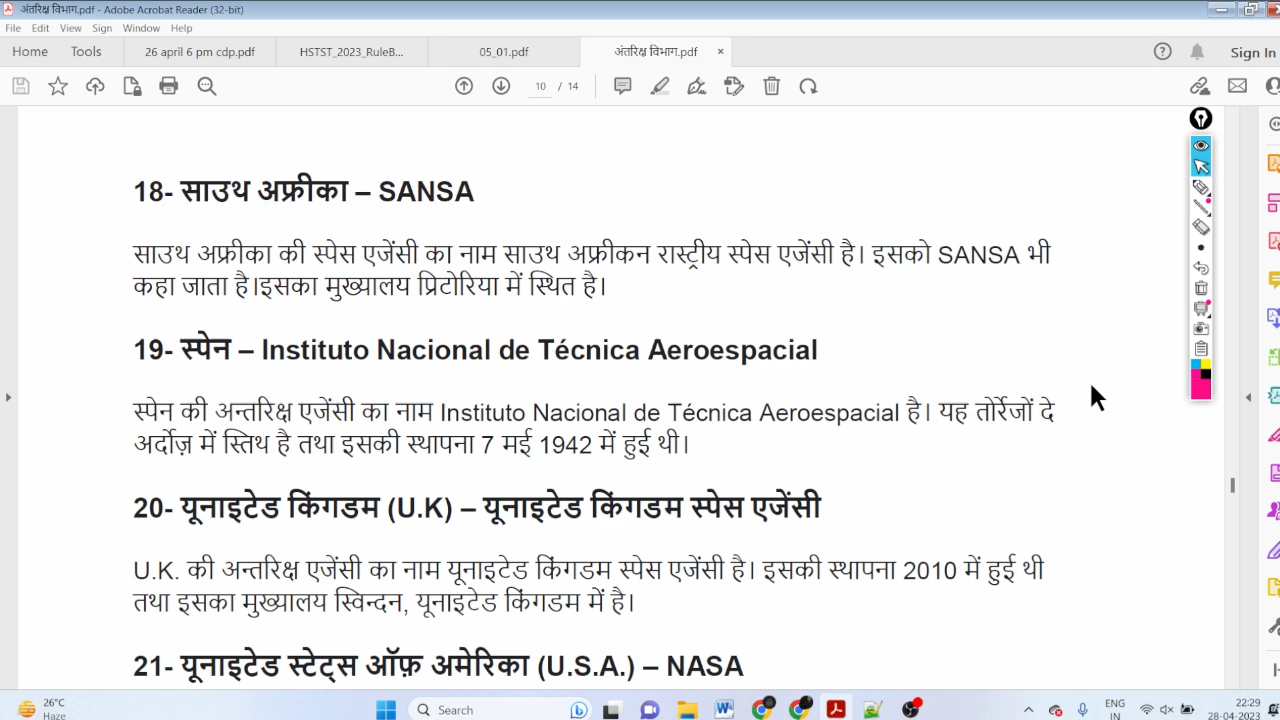 अंतरिक्ष विभाग.pdf - Adobe Acrobat Reader (32-bit)
File Edit View Sign Window Help
Home Tools 26 april 6 pm cdp.pdf HSTST_2023_RuleB... 05_01.pdf अंतरिक्ष विभाग.pdf × Sign In
10 / 14
18- साउथ अफ्रीका – SANSA
साउथ अफ्रीका की स्पेस एजेंसी का नाम साउथ अफ्रीकन रास्ट्रीय स्पेस एजेंसी है। इसको SANSA भी
कहा जाता है।इसका मुख्यालय प्रिटोरिया में स्थित है।
19- स्पेन – Instituto Nacional de Técnica Aeroespacial
स्पेन की अन्तरिक्ष एजेंसी का नाम Instituto Nacional de Técnica Aeroespacial है। यह तोर्रेजों दे
अर्दोज़ में स्तिथ है तथा इसकी स्थापना 7 मई 1942 में हुई थी।
20- यूनाइटेड किंगडम (U.K) – यूनाइटेड किंगडम स्पेस एजेंसी
U.K. की अन्तरिक्ष एजेंसी का नाम यूनाइटेड किंगडम स्पेस एजेंसी है। इसकी स्थापना 2010 में हुई थी
तथा इसका मुख्यालय स्विन्दन, यूनाइटेड किंगडम में है।
21- यूनाइटेड स्टेट्स ऑफ़ अमेरिका (U.S.A.) – NASA
26°C
Haze
Search
ENG
IN
22:29
28-04-2023